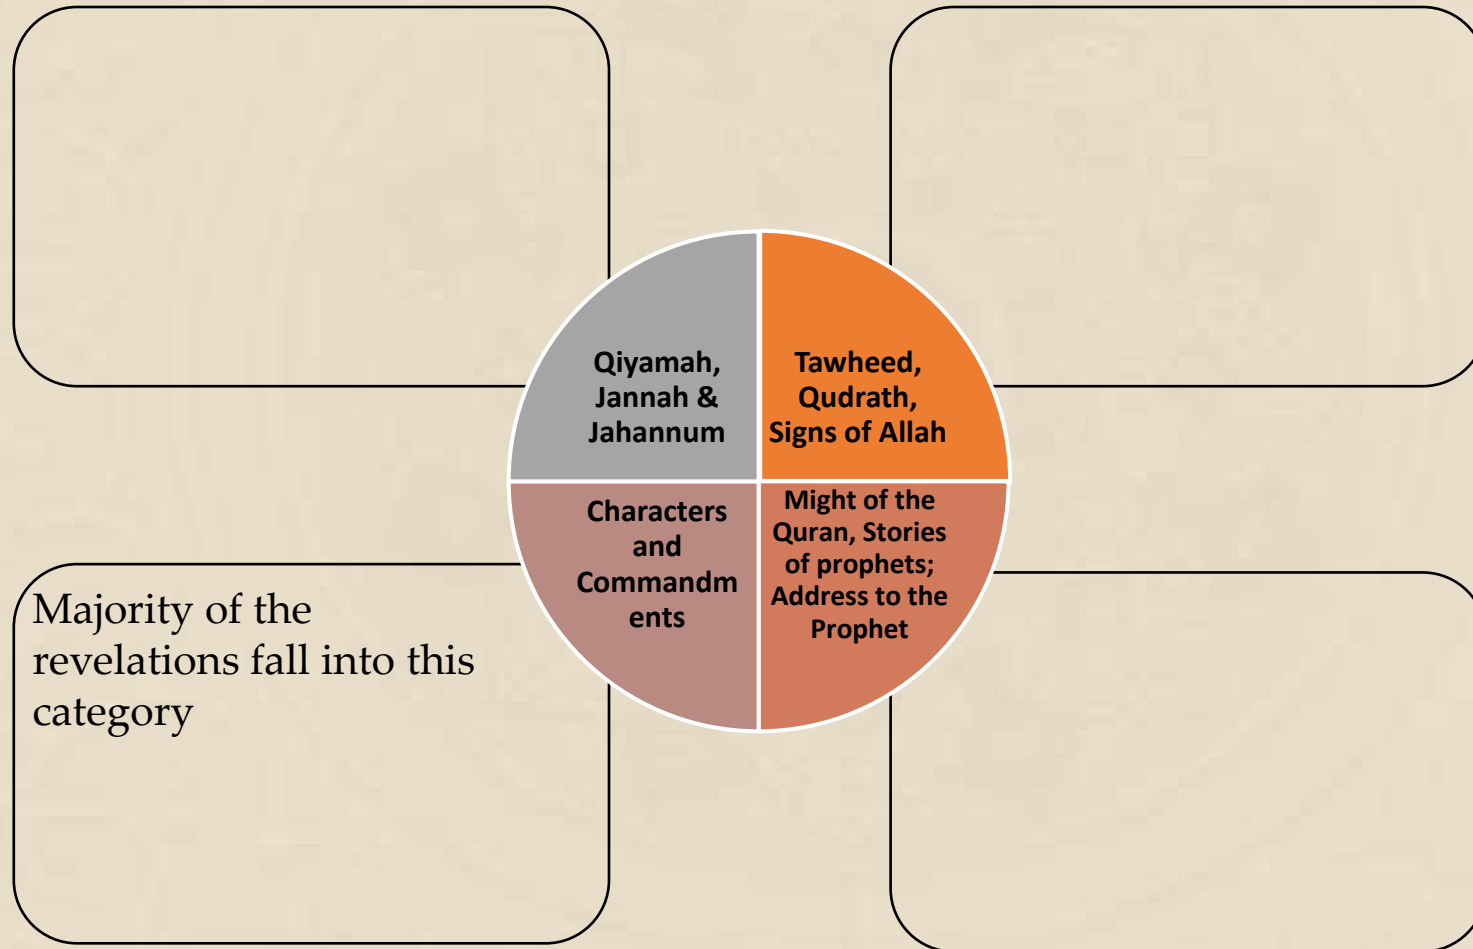 Qiyamah,
Jannah &
Jahannum
Tawheed,
Qudrath,
Signs of Allah
Characters
and
Commandm
ents
Might of the
Quran, Stories
of prophets;
Address to the
Prophet
Majority of the
revelations fall into this
category